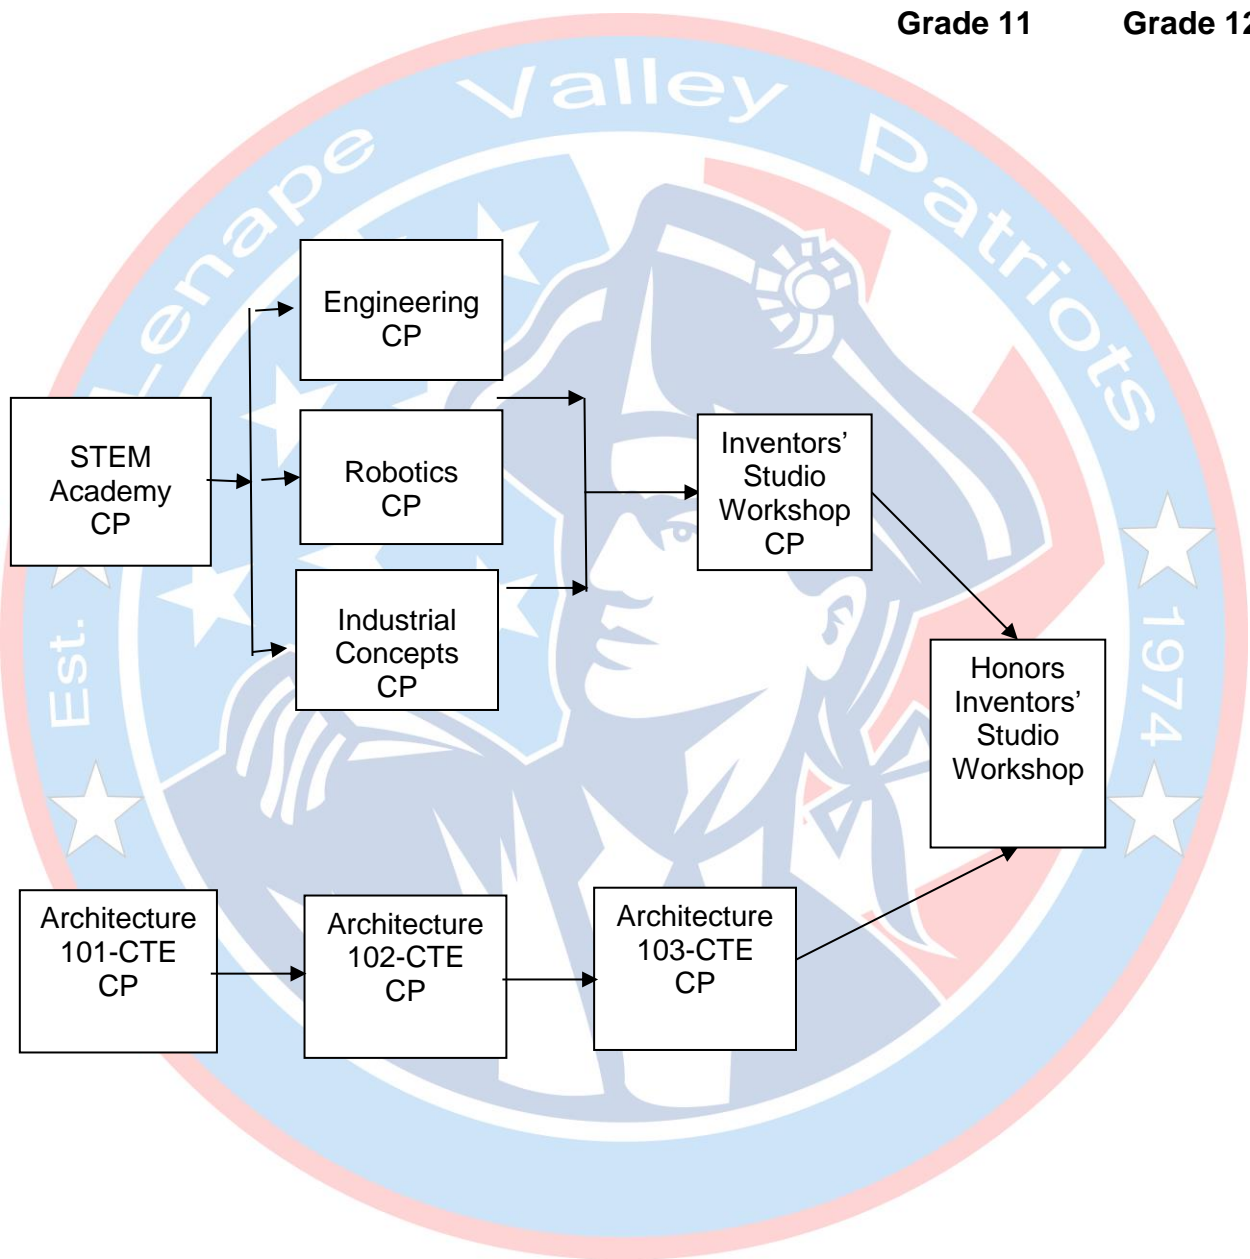 Grade 11 Grade 12
Lenape Valley Patriots
Engineering
CP
STEM
Academy
CP
Robotics
CP
Inventors’
Studio
Workshop
CP
Industrial
Concepts
CP
Est.
1974
Honors
Inventors’
Studio
Workshop
Architecture
101-CTE
CP
Architecture
102-CTE
CP
Architecture
103-CTE
CP